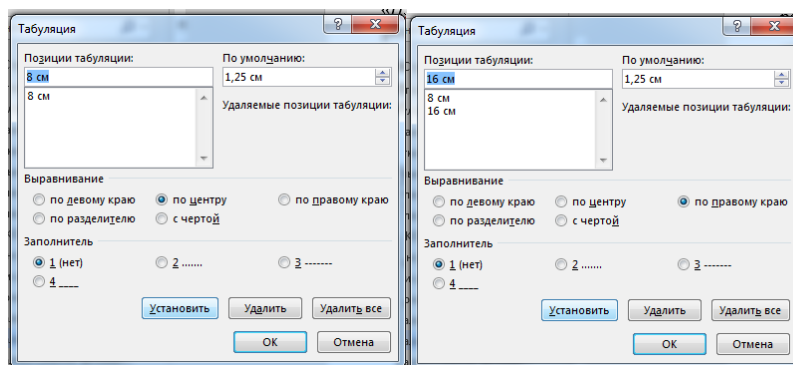 Табуляция
Позиции табуляции: По умолчанию:
8 см 1,25 см
8 см
Удаляемые позиции табуляции:
Выравнивание
по левому краю по центру по правому краю
по разделителю с чертой
Заполнитель
1 (нет) 2 ....... 3 -------
4 ____
Установить Удалить Удалить все
ОК Отмена
Табуляция
Позиции табуляции: По умолчанию:
16 см 1,25 см
8 см
16 см
Удаляемые позиции табуляции:
Выравнивание
по левому краю по центру по правому краю
по разделителю с чертой
Заполнитель
1 (нет) 2 ....... 3 -------
4 ____
Установить Удалить Удалить все
ОК Отмена